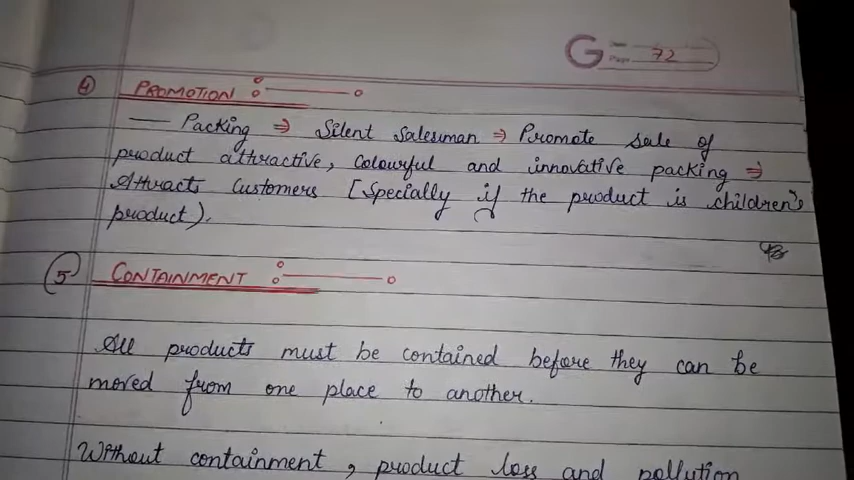 G Page 72
④ PROMOTION
Packing ⇒ Silent Salesman ⇒ Promote sale of
product attractive, colourful and innovative packing ⇒
Attracts customers [Specially if the product is children's
product).
⑤ CONTAINMENT
All products must be contained before they can be
moved from one place to another.
Without containment, product loss and pollution